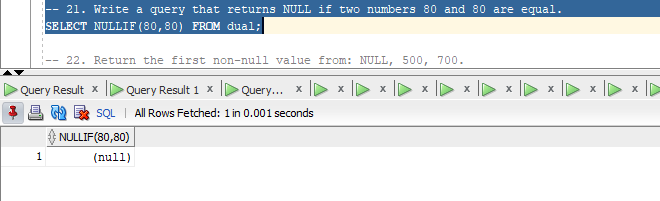 -- 21. Write a query that returns NULL if two numbers 80 and 80 are equal.
SELECT NULLIF(80,80) FROM dual;
-- 22. Return the first non-null value from: NULL, 500, 700.
Query Result x Query Result 1 x Query... x x x x x x x x x
SQL | All Rows Fetched: 1 in 0.001 seconds
NULLIF(80,80)
1 (null)